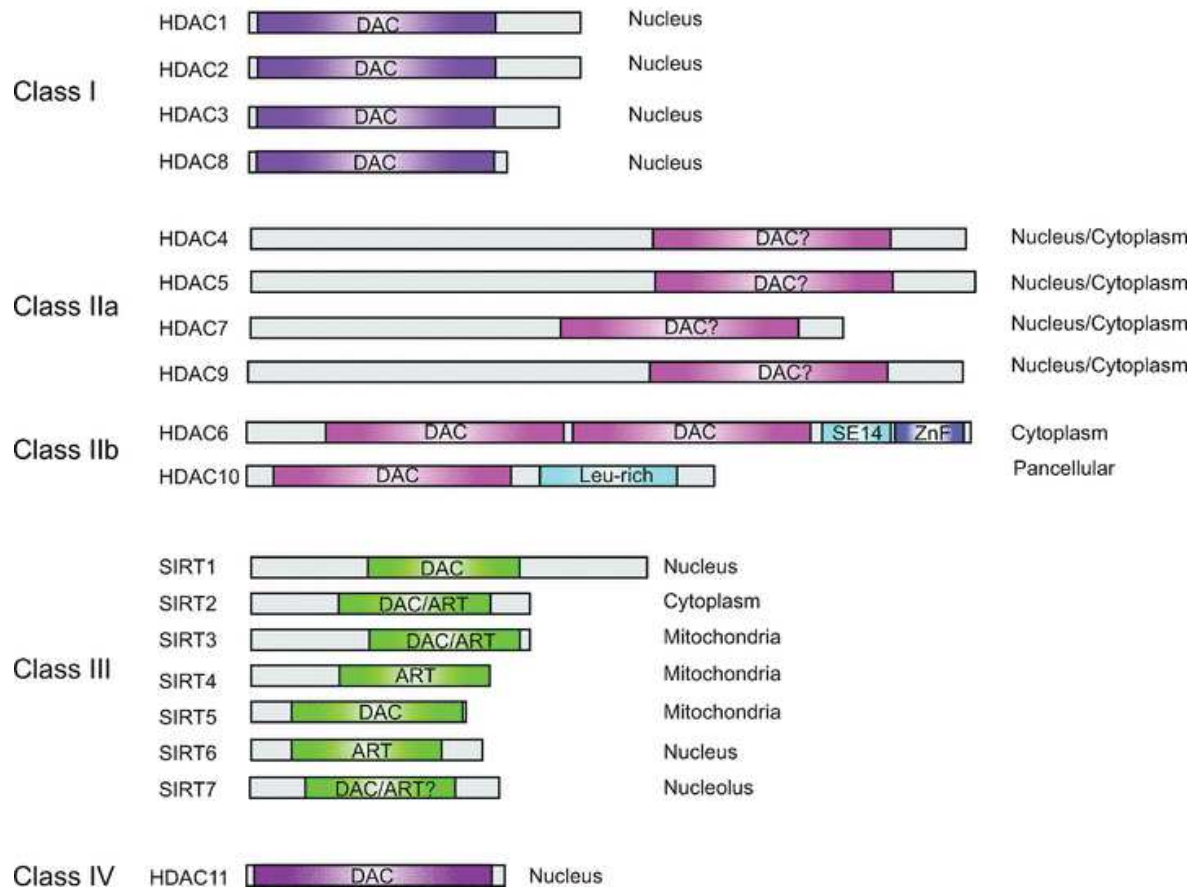 HDAC1 DAC Nucleus
HDAC2 DAC Nucleus
Class I
HDAC3 DAC Nucleus
HDAC8 DAC Nucleus
HDAC4 DAC? Nucleus/Cytoplasm
HDAC5 DAC? Nucleus/Cytoplasm
Class IIa
HDAC7 DAC? Nucleus/Cytoplasm
HDAC9 DAC? Nucleus/Cytoplasm
HDAC6 DAC DAC SE14 ZnF Cytoplasm
Class IIb
HDAC10 DAC Leu-rich Pancellular
SIRT1 DAC Nucleus
SIRT2 DAC/ART Cytoplasm
SIRT3 DAC/ART Mitochondria
Class III
SIRT4 ART Mitochondria
SIRT5 DAC Mitochondria
SIRT6 ART Nucleus
SIRT7 DAC/ART? Nucleolus
Class IV HDAC11 DAC Nucleus